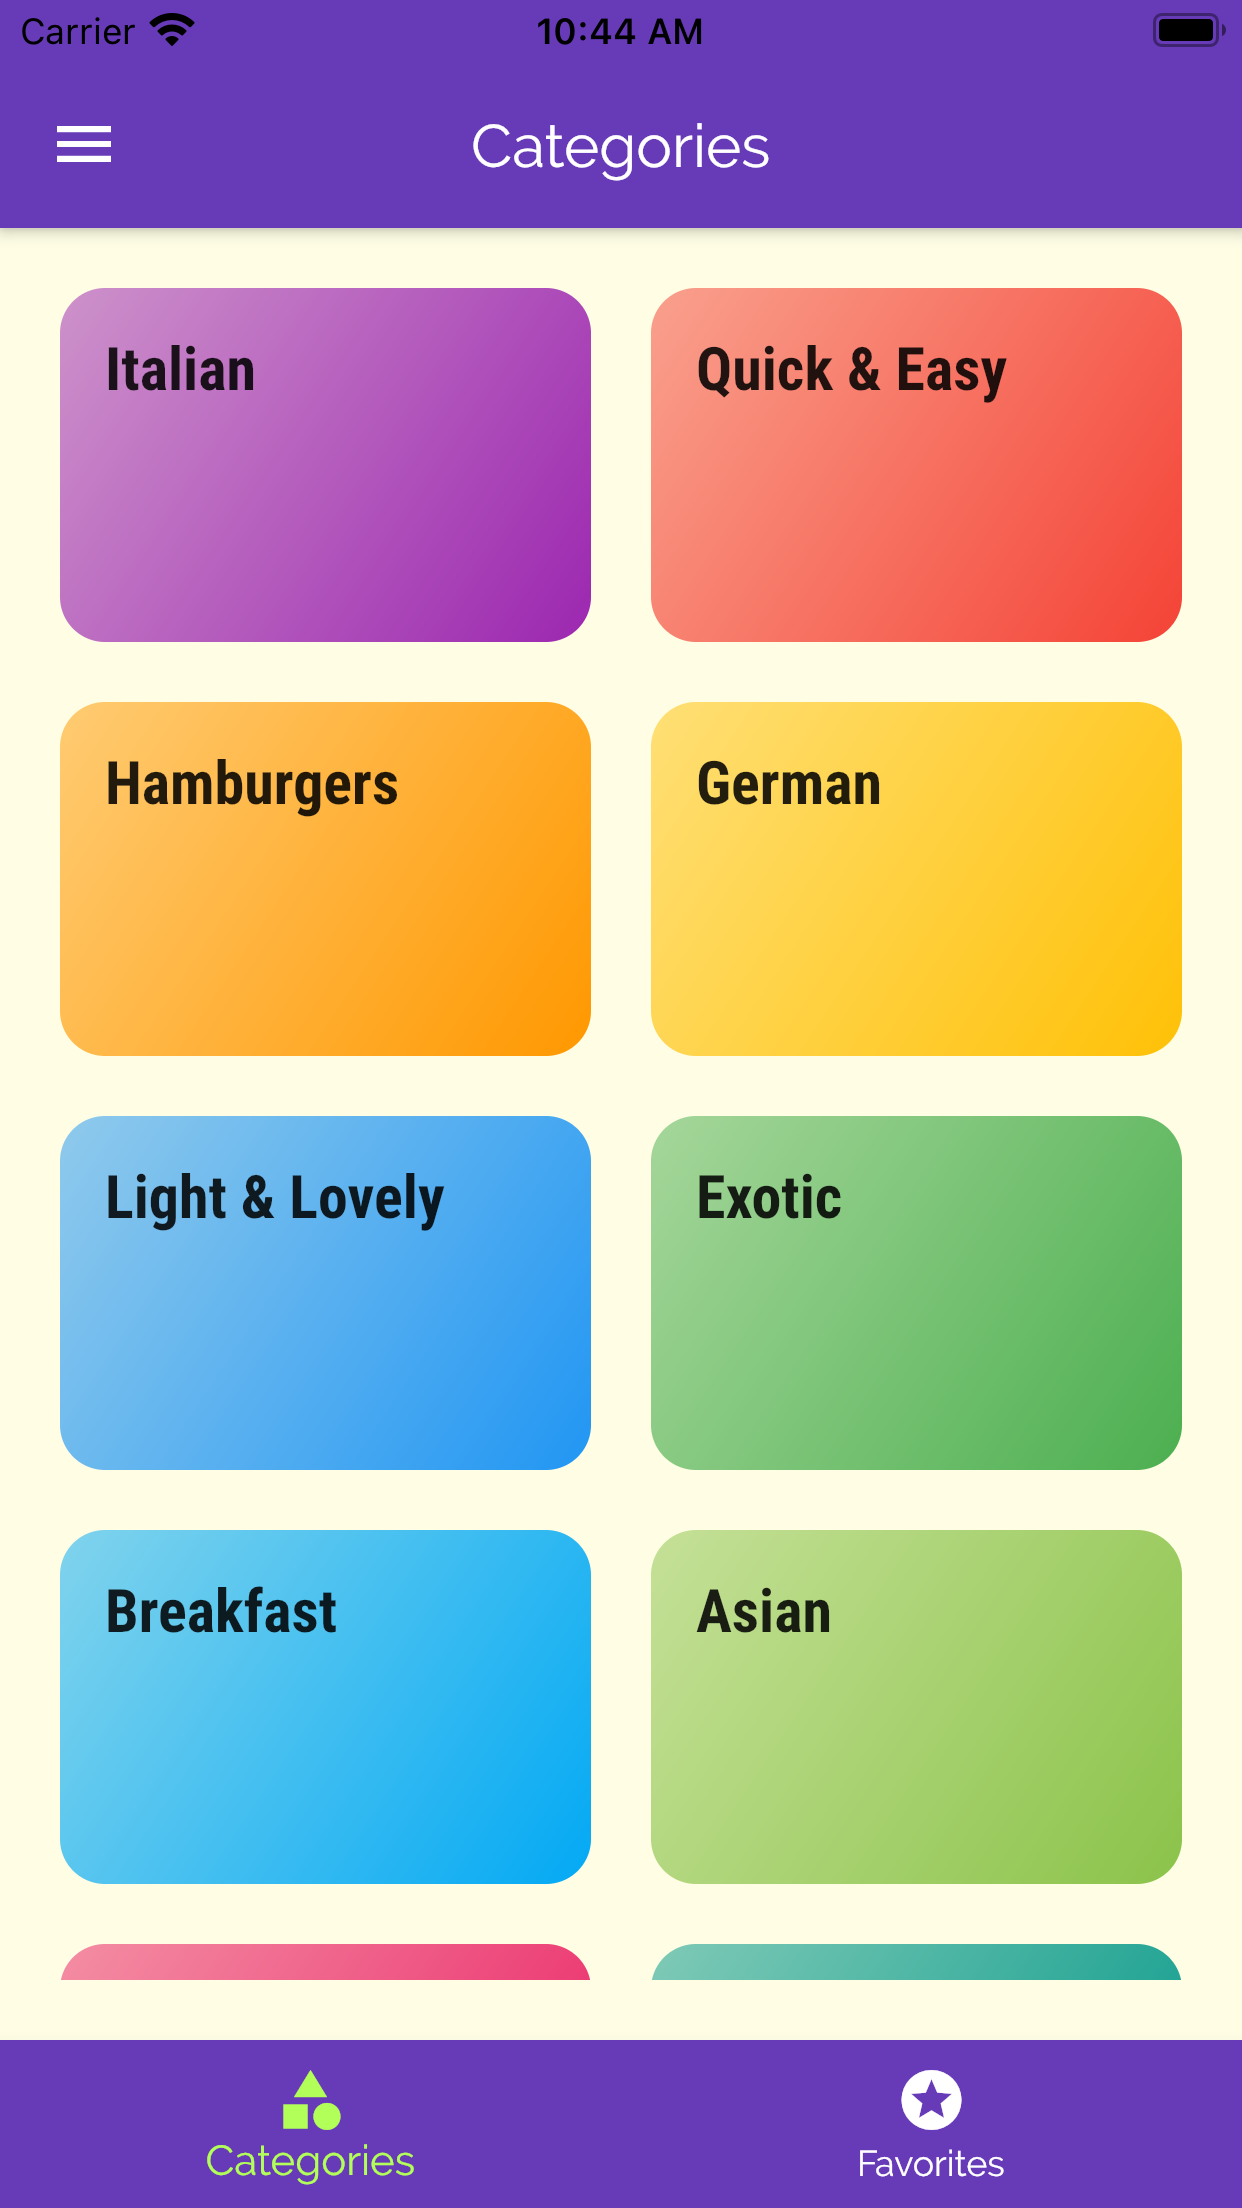 Carrier
10:44 AM
Categories
Italian
Quick & Easy
Hamburgers
German
Light & Lovely
Exotic
Breakfast
Asian
Categories
Favorites